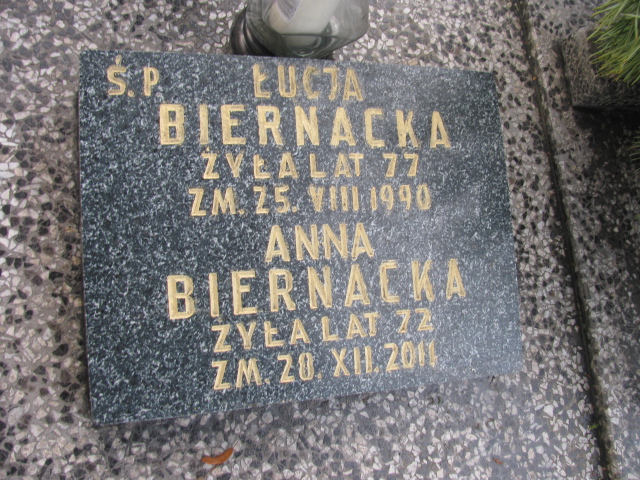 Ś.P ŁUCJA
BIERNACKA
ŻYŁA LAT 77
ZM. 25. VIII 1990
ANNA
BIERNACKA
ŻYŁA LAT 72
ZM. 28. XII. 2011